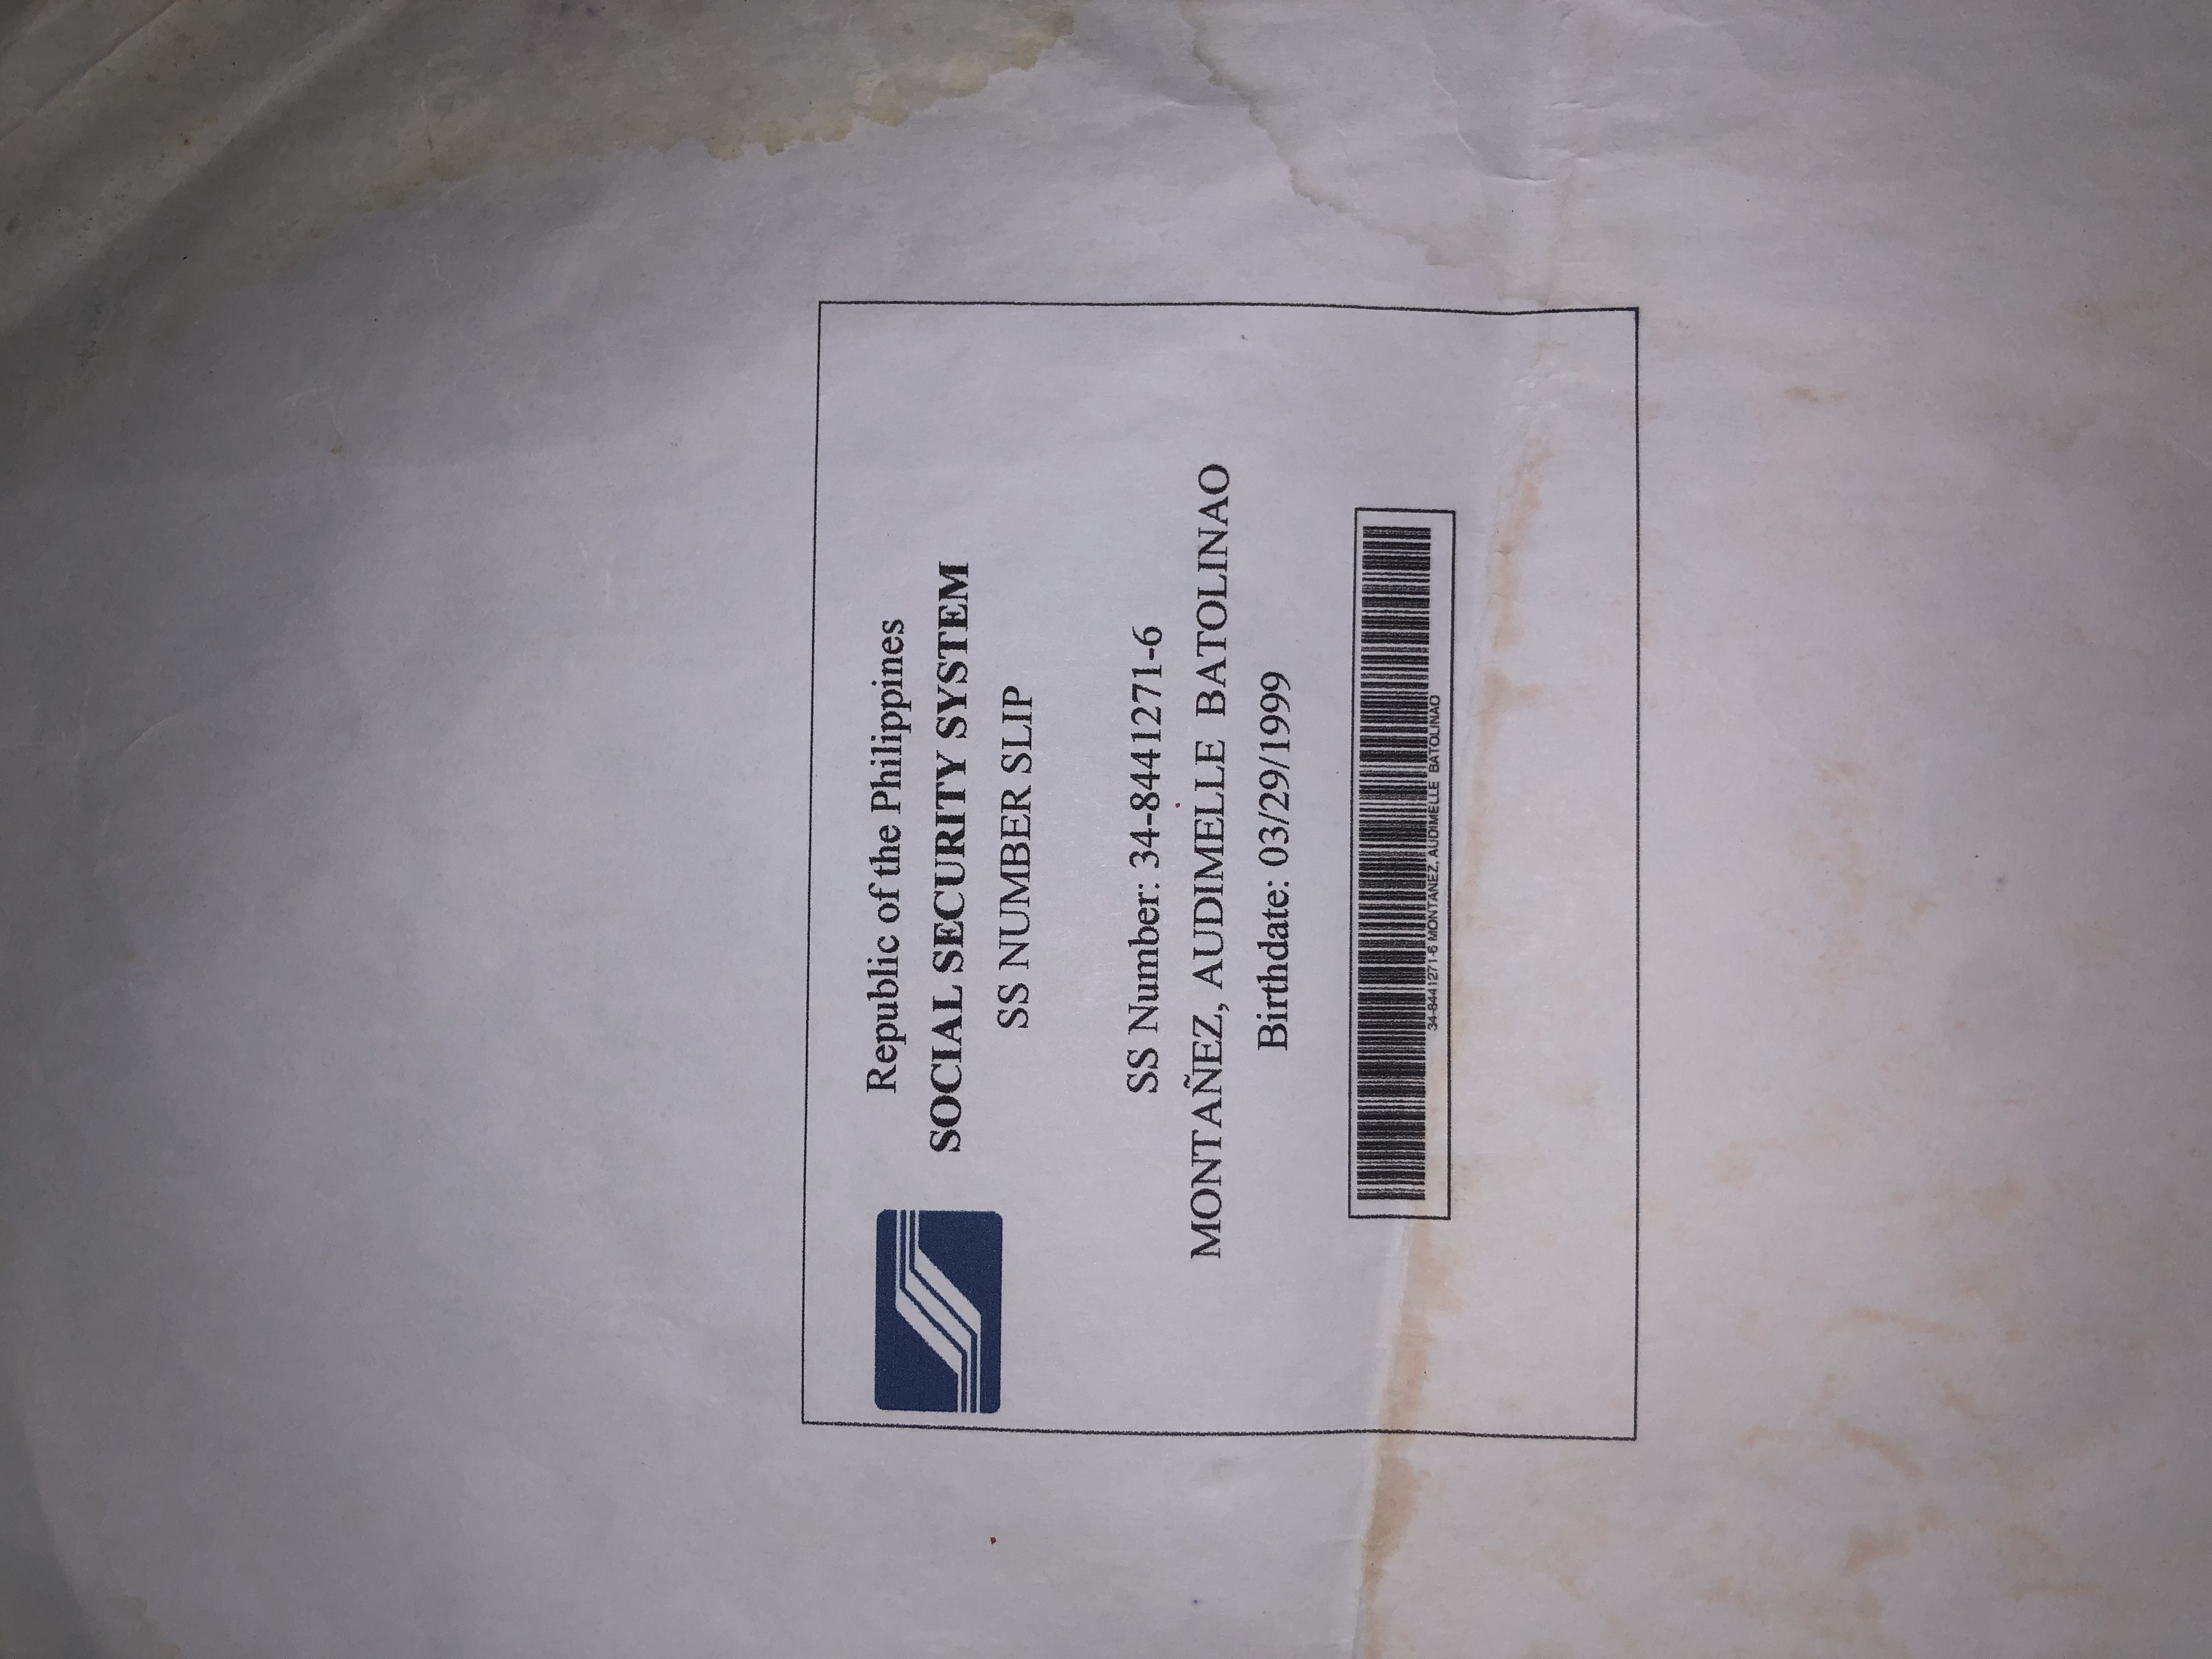 Republic of the Philippines
SOCIAL SECURITY SYSTEM
SS NUMBER SLIP
SS Number: 34-8441271-6
MONTAÑEZ, AUDIMELLE BATOLINAO
Birthdate: 03/29/1999
34-8441271-6 MONTAÑEZ, AUDIMELLE BATOLINAO